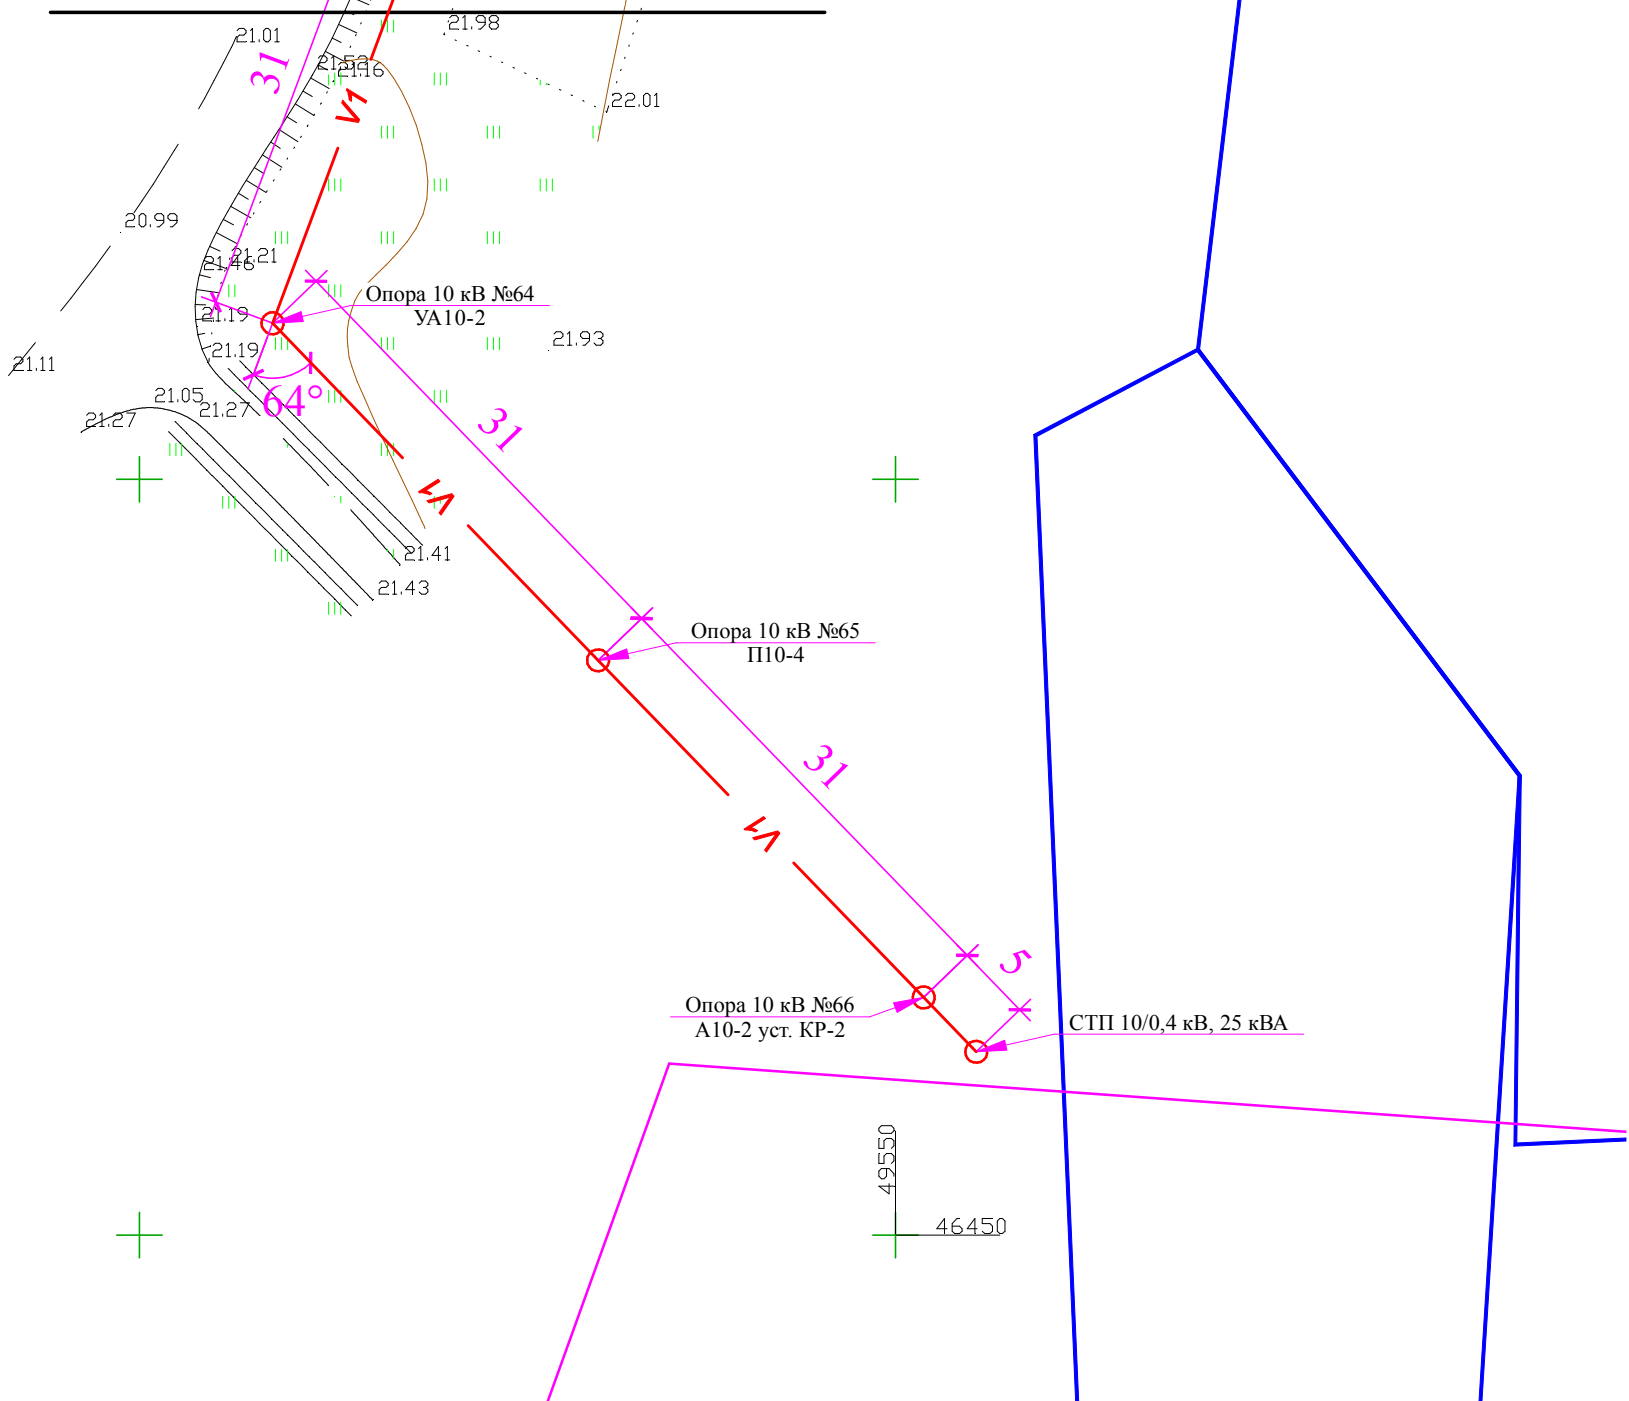 21.98
21.01
31
21.52
21.16
22.01
V1
20.99
21.21
21.46
Опора 10 кВ №64
УА10-2
21.19
21.93
21.19
21.11
64°
21.05
21.27
21.27
31
V1
21.41
21.43
Опора 10 кВ №65
П10-4
31
V1
5
Опора 10 кВ №66
А10-2 уст. КР-2
СТП 10/0,4 кВ, 25 кВА
49550
46450